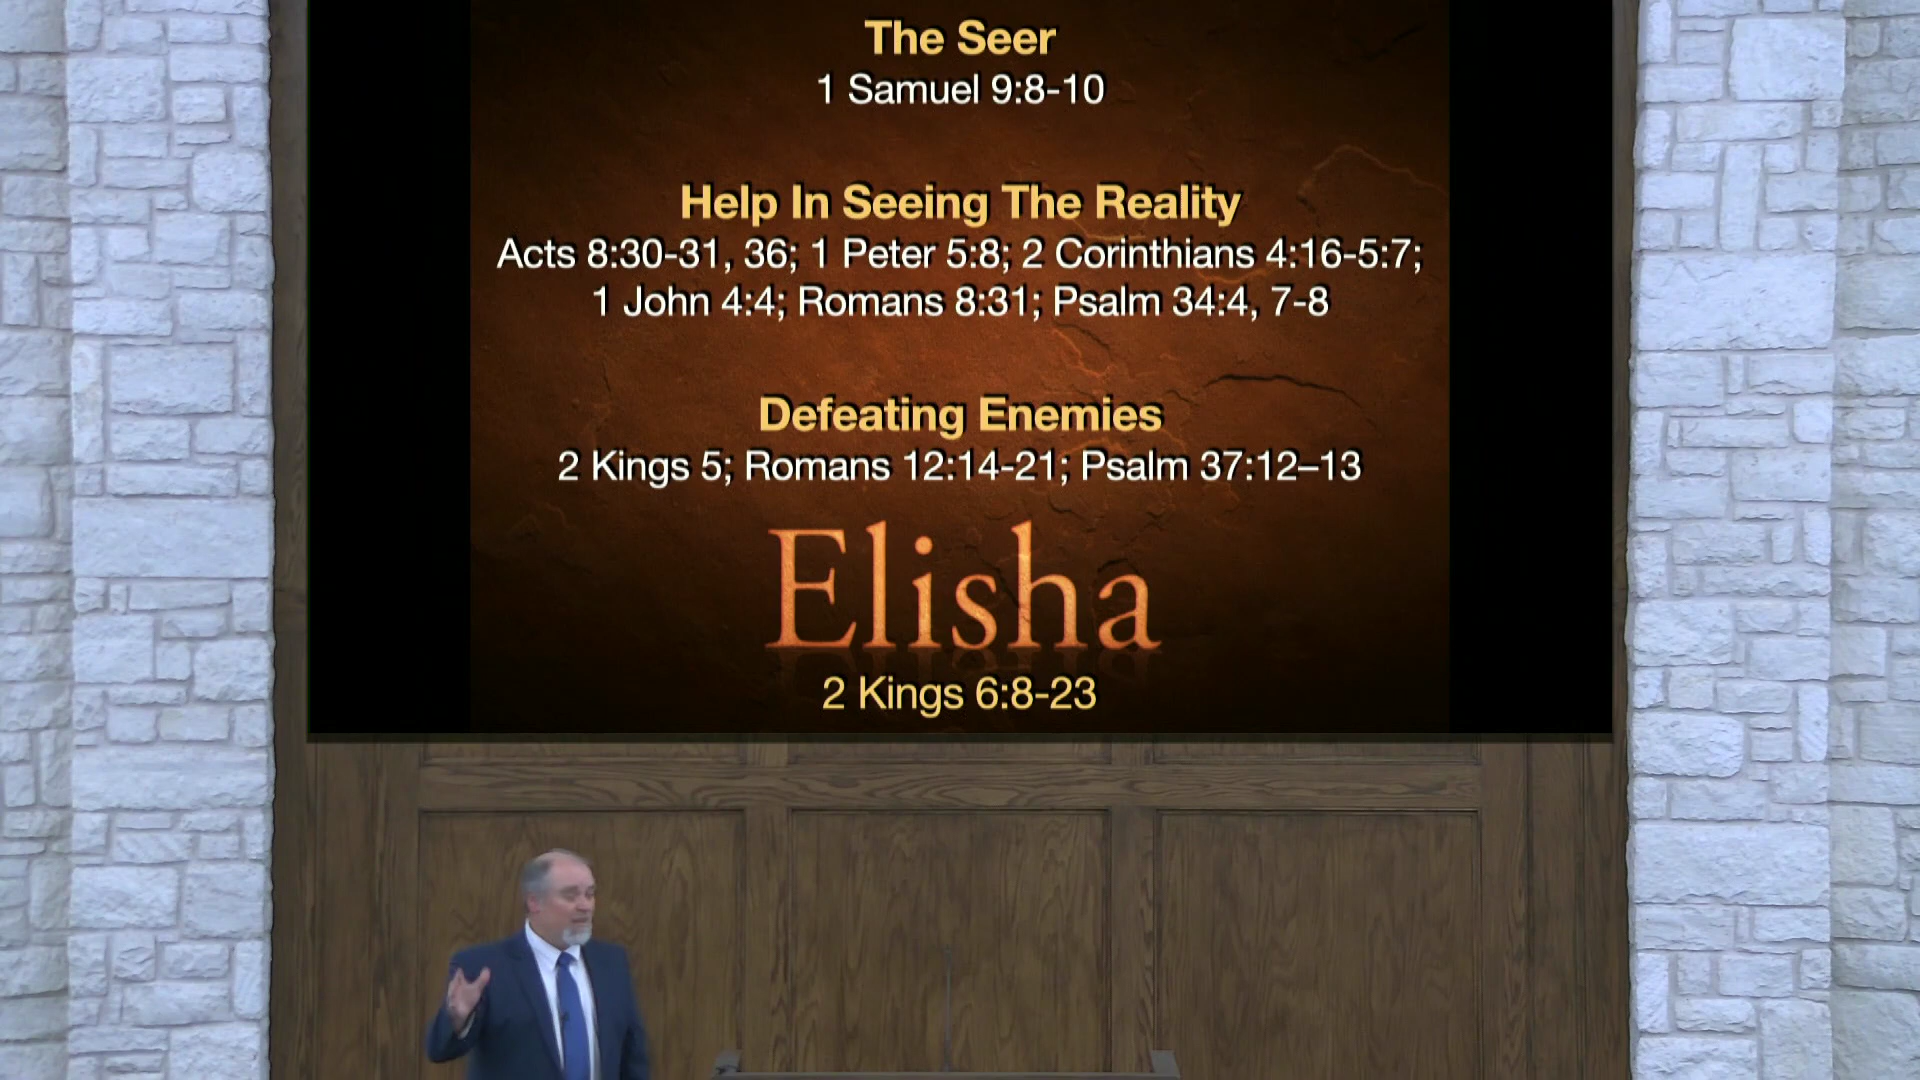 The Seer
1 Samuel 9:8-10
Help In Seeing The Reality
Acts 8:30-31, 36; 1 Peter 5:8; 2 Corinthians 4:16-5:7;
1 John 4:4; Romans 8:31; Psalm 34:4, 7-8
Defeating Enemies
2 Kings 5; Romans 12:14-21; Psalm 37:12–13
Elisha
2 Kings 6:8-23